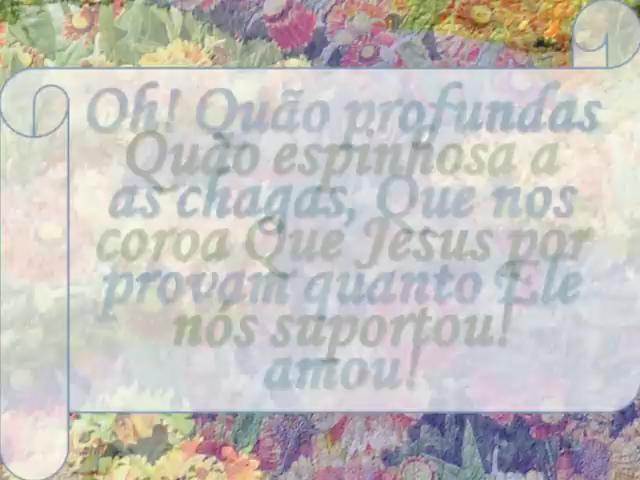 Oh! Quão profundas
Quão espinhosa a
as chagas, Que nos
coroa Que Jesus por
provam quanto Ele
nós suportou!
amou!